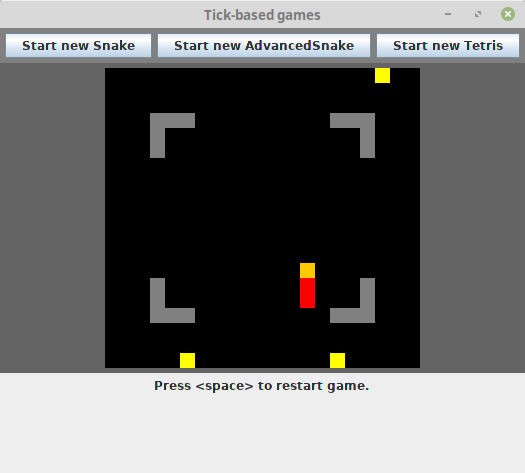 Tick-based games
Start new Snake Start new AdvancedSnake Start new Tetris
Press <space> to restart game.